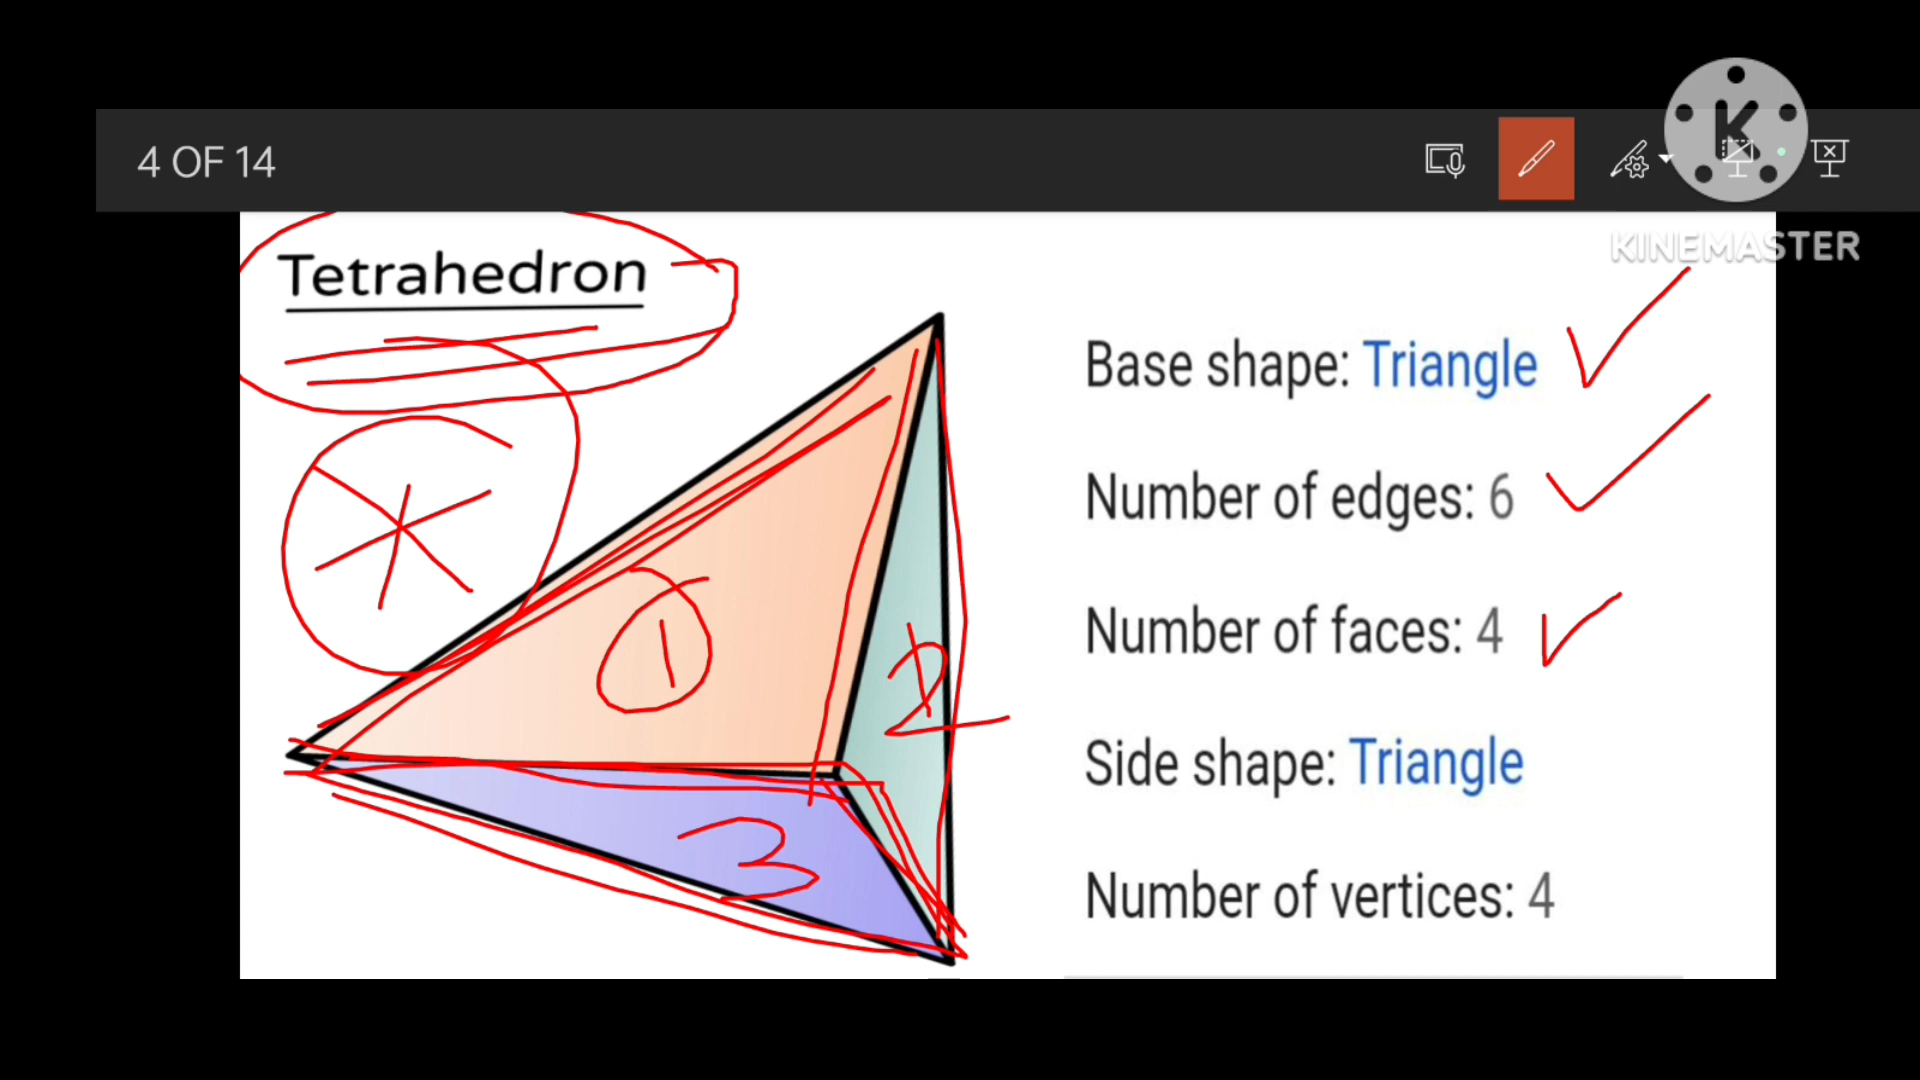 4 OF 14
K
KINEMASTER
Tetrahedron
Base shape: Triangle
Number of edges: 6
Number of faces: 4
Side shape: Triangle
Number of vertices: 4
1
2
3